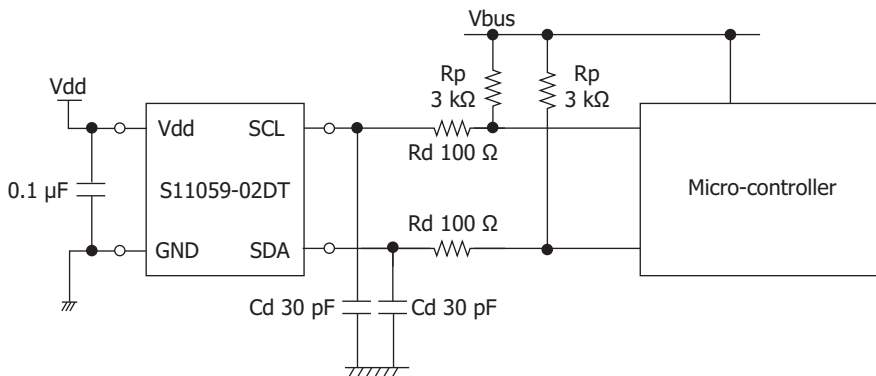 Vbus
Rp
3 kΩ
Rp
3 kΩ
Vdd
Vdd
SCL
Rd 100 Ω
0.1 µF
S11059-02DT
Micro-controller
Rd 100 Ω
GND
SDA
Cd 30 pF
Cd 30 pF